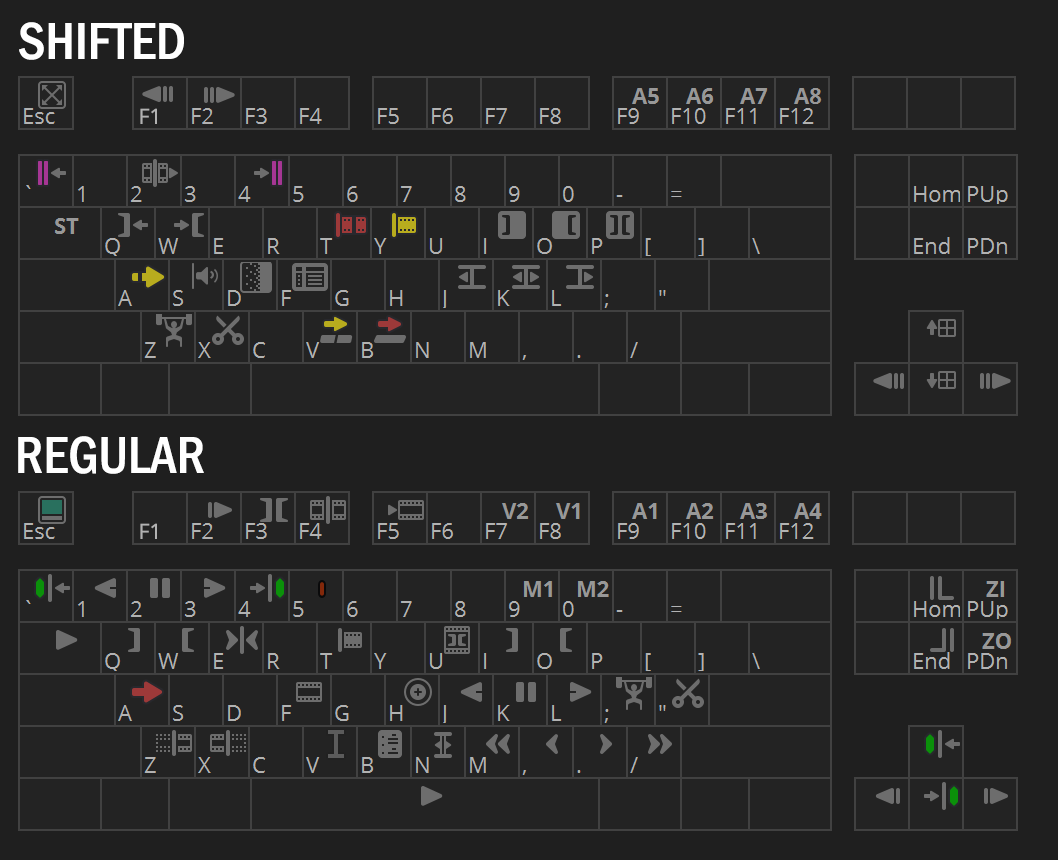 SHIFTED
Esc F1 F2 F3 F4 F5 F6 F7 F8 A5 F9 A6 F10 A7 F11 A8 F12
` 1 2 3 4 5 6 7 8 9 0 - = Hom PUp
ST Q W E R T Y U I O P [ ] \ End PDn
A S D F G H J K L ; "
Z X C V B N M , . /
REGULAR
Esc F1 F2 F3 F4 F5 F6 V2 F7 V1 F8 A1 F9 A2 F10 A3 F11 A4 F12
` 1 2 3 4 5 6 7 8 M1 9 M2 0 - = Hom ZI PUp
Q W E R T Y U I O P [ ] \ End ZO PDn
A S D F G H J K L ; "
Z X C V B N M , . /